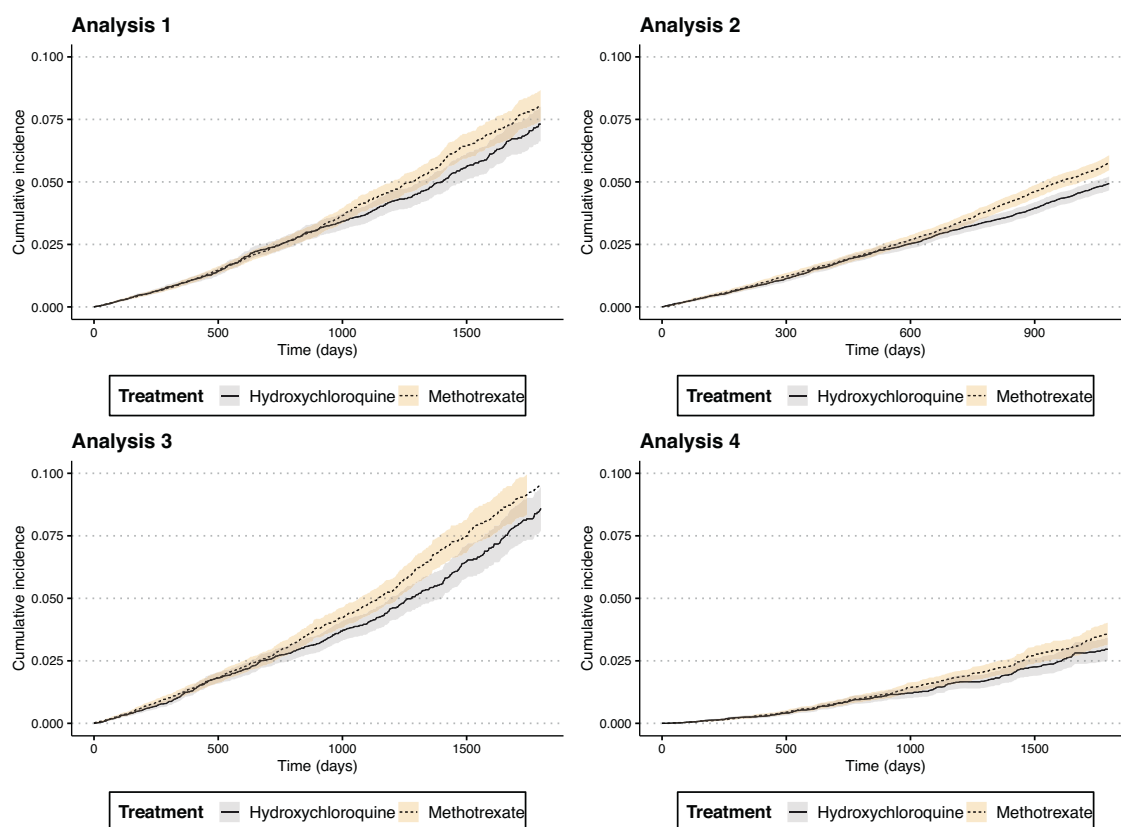 Analysis 1
Cumulative incidence
0.100
0.075
0.050
0.025
0.000
0 500 1000 1500
Time (days)
Treatment Hydroxychloroquine Methotrexate
Analysis 2
Cumulative incidence
0.100
0.075
0.050
0.025
0.000
0 300 600 900
Time (days)
Treatment Hydroxychloroquine Methotrexate
Analysis 3
Cumulative incidence
0.100
0.075
0.050
0.025
0.000
0 500 1000 1500
Time (days)
Treatment Hydroxychloroquine Methotrexate
Analysis 4
Cumulative incidence
0.100
0.075
0.050
0.025
0.000
0 500 1000 1500
Time (days)
Treatment Hydroxychloroquine Methotrexate